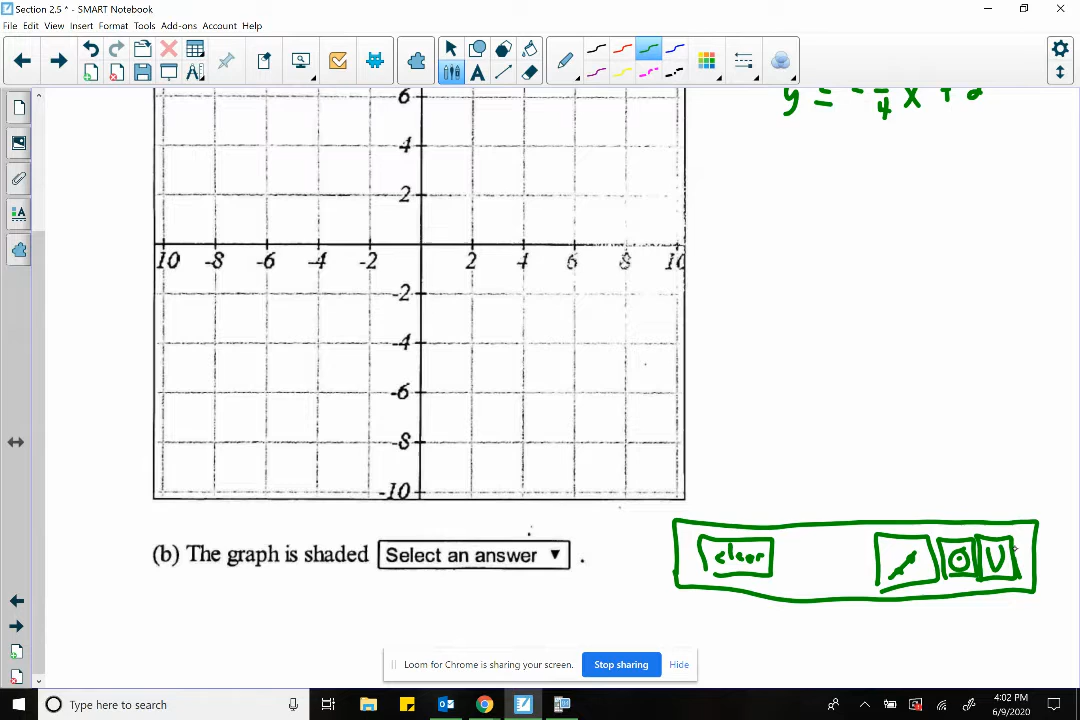 Section 2.5 * - SMART Notebook
File Edit View Insert Format Tools Add-ons Account Help
y = - /4 x +
6
4
2
10 -8 -6 -4 -2 2 4 6 8 10
-2
-4
-6
-8
-10
(b) The graph is shaded Select an answer ▼ .
clear
Loom for Chrome is sharing your screen. Stop sharing Hide
Type here to search
4:02 PM
6/9/2020